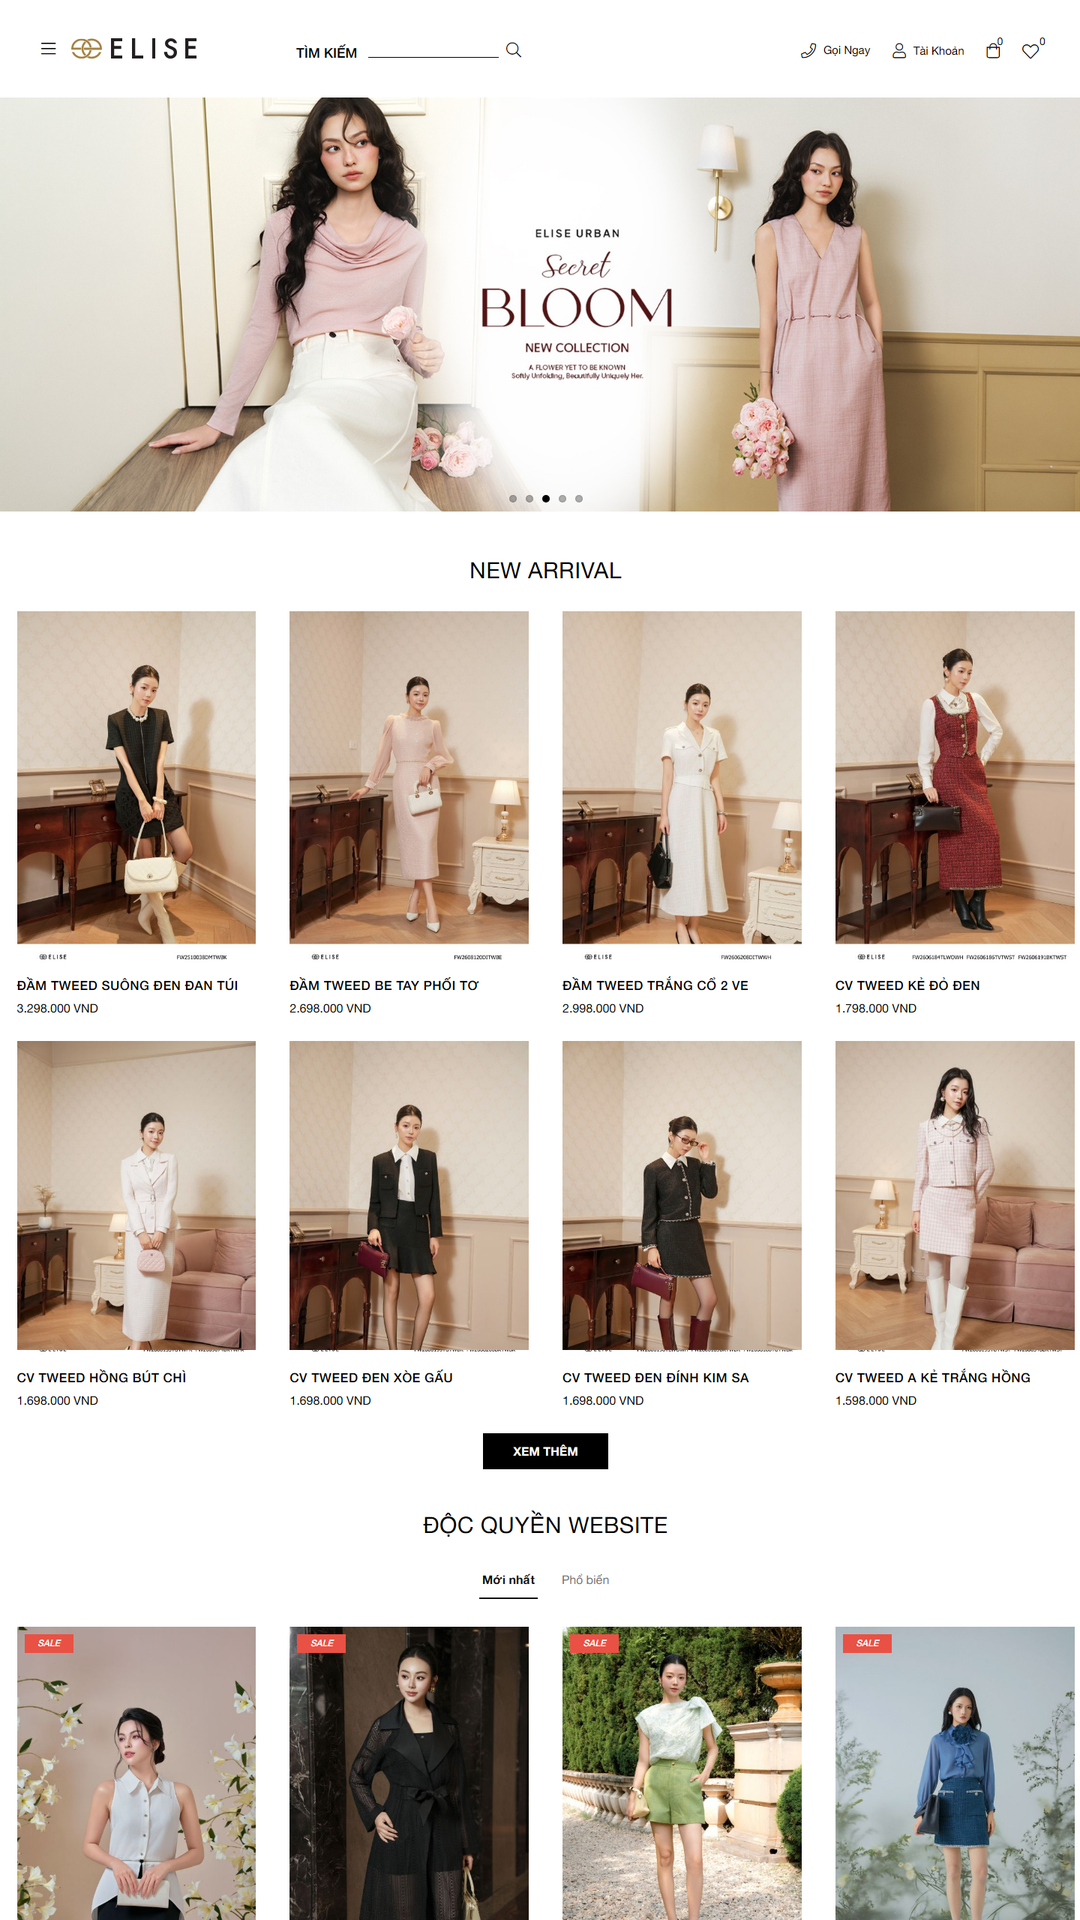 ELISE
TÌM KIẾM
Gọi Ngay
Tài Khoản
0
0
ELISE URBAN
Secret
BLOOM
NEW COLLECTION
A FLOWER YET TO BE KNOWN
Softly Unfolding, Beautifully Uniquely Her.
NEW ARRIVAL
ELISE
ELISE
FW2606208DITWWH
ELISE
ELISE
ĐẦM TWEED SUÔNG ĐEN ĐAN TÚI
ĐẦM TWEED BE TAY PHỐI TƠ
ĐẦM TWEED TRẮNG CỔ 2 VE
CV TWEED KẺ ĐỎ ĐEN
3.298.000 VND
2.698.000 VND
2.998.000 VND
1.798.000 VND
CV TWEED HỒNG BÚT CHÌ
CV TWEED ĐEN XÒE GẤU
CV TWEED ĐEN ĐÍNH KIM SA
CV TWEED A KẺ TRẮNG HỒNG
1.698.000 VND
1.698.000 VND
1.698.000 VND
1.598.000 VND
XEM THÊM
ĐỘC QUYỀN WEBSITE
Mới nhất
Phổ biến
SALE
SALE
SALE
SALE